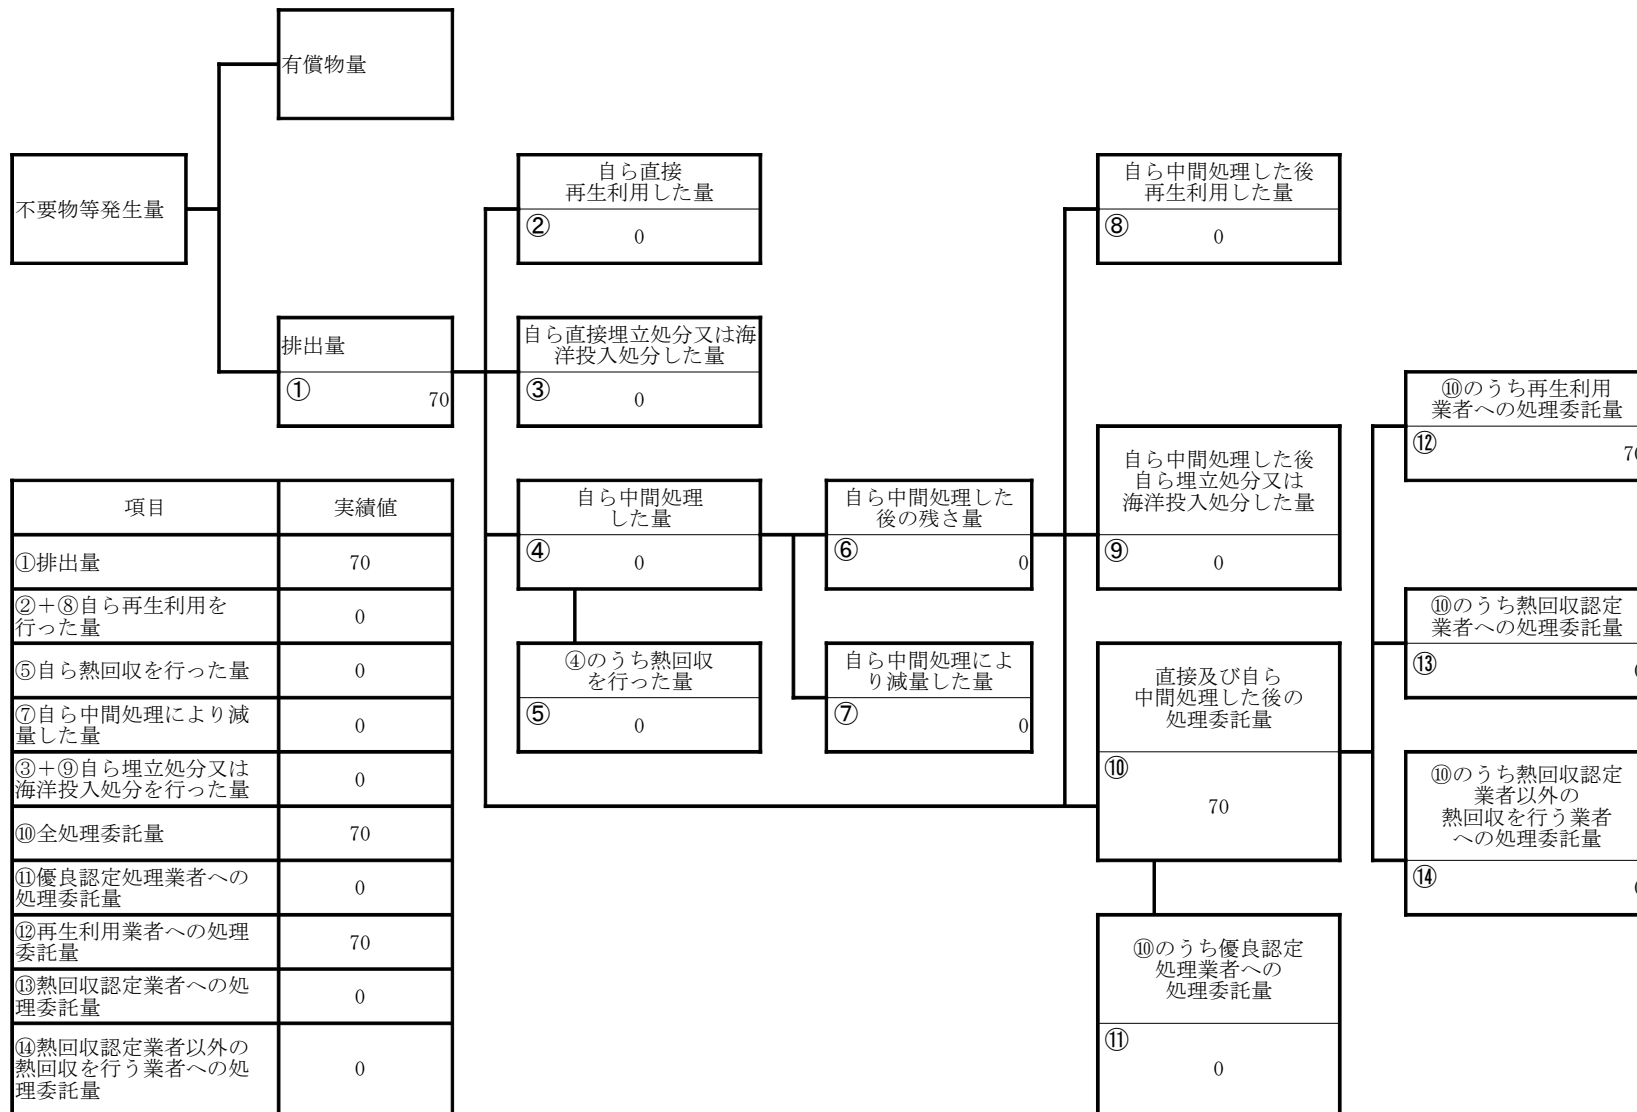 有償物量
不要物等発生量
自ら直接
再生利用した量
②
0
自ら中間処理した後
再生利用した量
⑧
0
排出量
①
70
自ら直接埋立処分又は海
洋投入処分した量
③
0
⑩のうち再生利用
業者への処理委託量
⑫
70
自ら中間処理した後
自ら埋立処分又は
海洋投入処分した量
⑨
0
自ら中間処理
した量
④
0
自ら中間処理した
後の残さ量
⑥
0
④のうち熱回収
を行った量
⑤
0
自ら中間処理によ
り減量した量
⑦
0
直接及び自ら
中間処理した後の
処理委託量
⑩
70
⑩のうち熱回収認定
業者への処理委託量
⑬
0
⑩のうち熱回収認定
業者以外の
熱回収を行う業者
への処理委託量
⑭
0
⑩のうち優良認定
処理業者への
処理委託量
⑪
0
項目 実績値
①排出量 70
②+⑧自ら再生利用を
行った量 0
⑤自ら熱回収を行った量 0
⑦自ら中間処理により減
量した量 0
③+⑨自ら埋立処分又は
海洋投入処分を行った量 0
⑩全処理委託量 70
⑪優良認定処理業者への
処理委託量 0
⑫再生利用業者への処理
委託量 70
⑬熱回収認定業者への処
理委託量 0
⑭熱回収認定業者以外の
熱回収を行う業者への処
理委託量 0